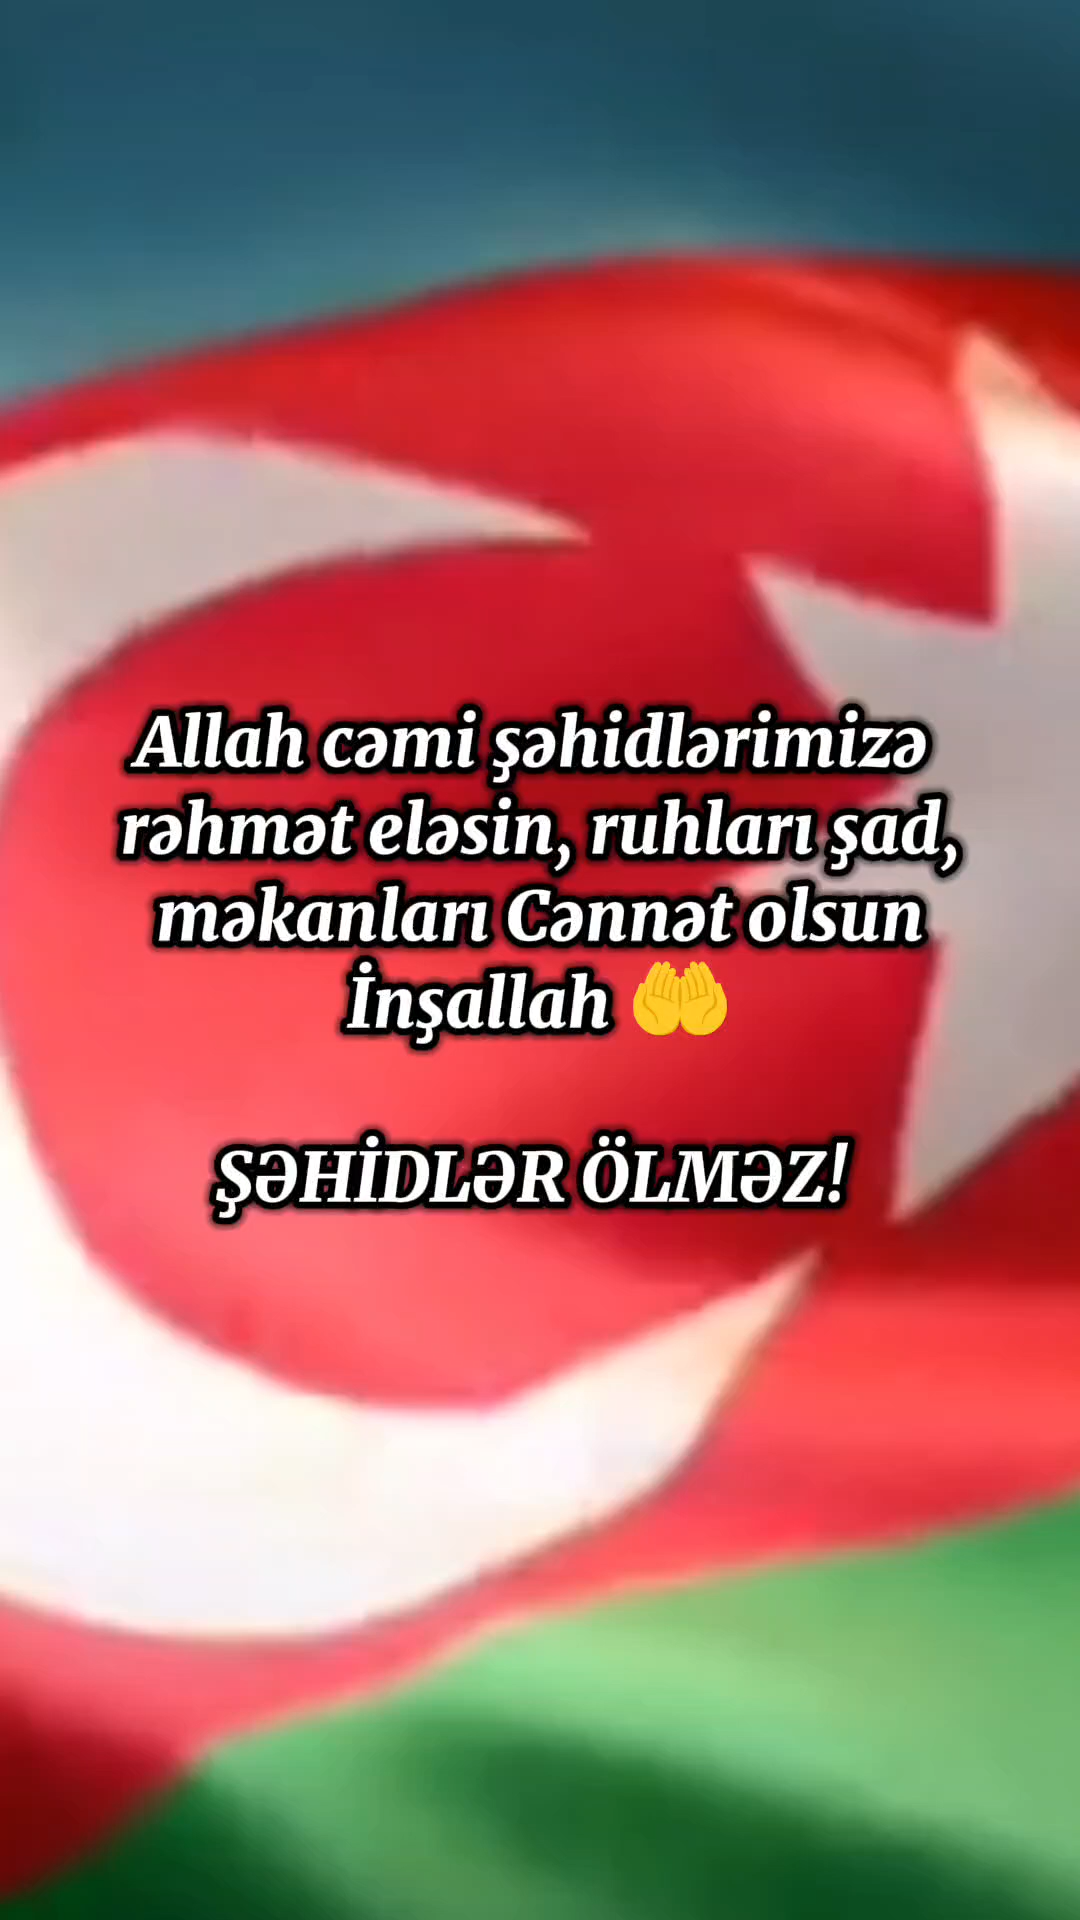 Allah cəmi şəhidlərimizə
rəhmət eləsin, ruhları şad,
məkanları Cənnət olsun
İnşallah 🤲
ŞƏHİDLƏR ÖLMƏZ!